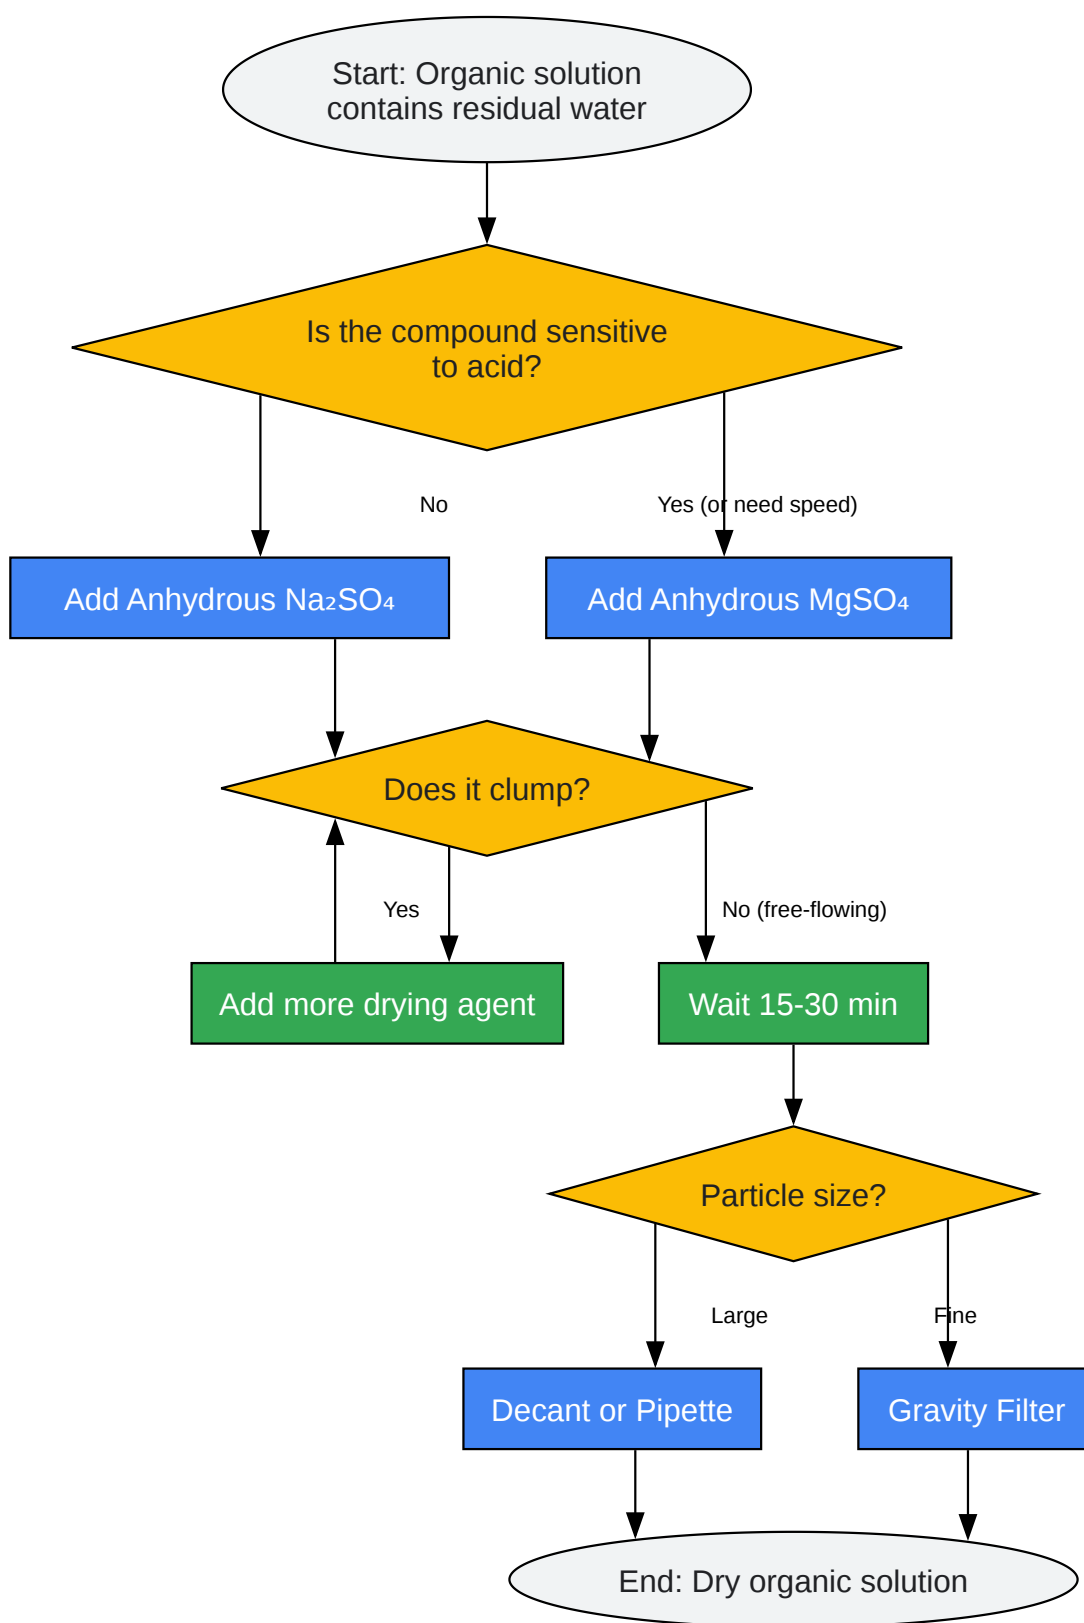 Start: Organic solution
contains residual water
Is the compound sensitive
to acid?
No
Yes (or need speed)
Add Anhydrous Na₂SO₄
Add Anhydrous MgSO₄
Does it clump?
Yes
No (free-flowing)
Add more drying agent
Wait 15-30 min
Particle size?
Large
Fine
Decant or Pipette
Gravity Filter
End: Dry organic solution